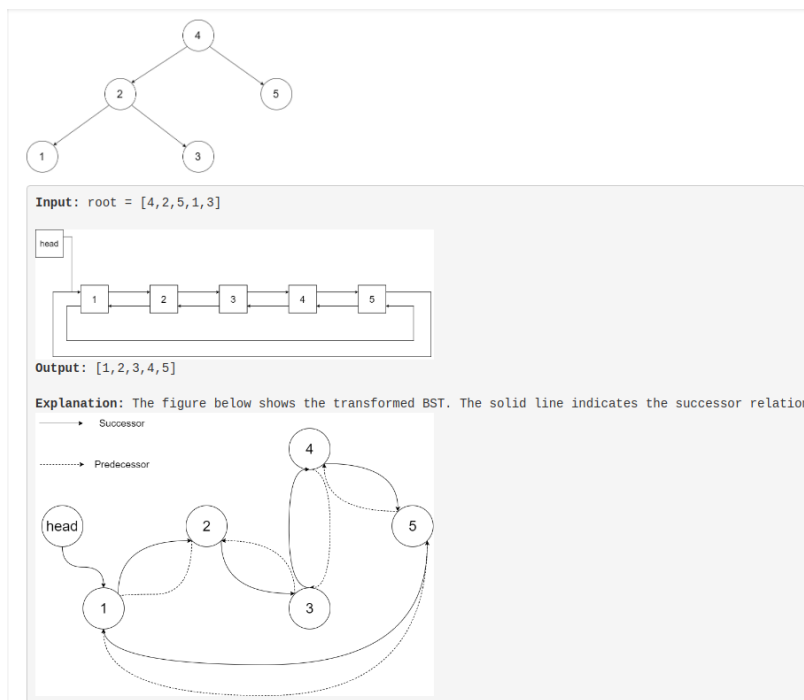 4
2
5
1
3
Input: root = [4,2,5,1,3]
head
1 2 3 4 5
Output: [1,2,3,4,5]
Explanation: The figure below shows the transformed BST. The solid line indicates the successor
Successor
4
Predecessor
head
2
5
1
3